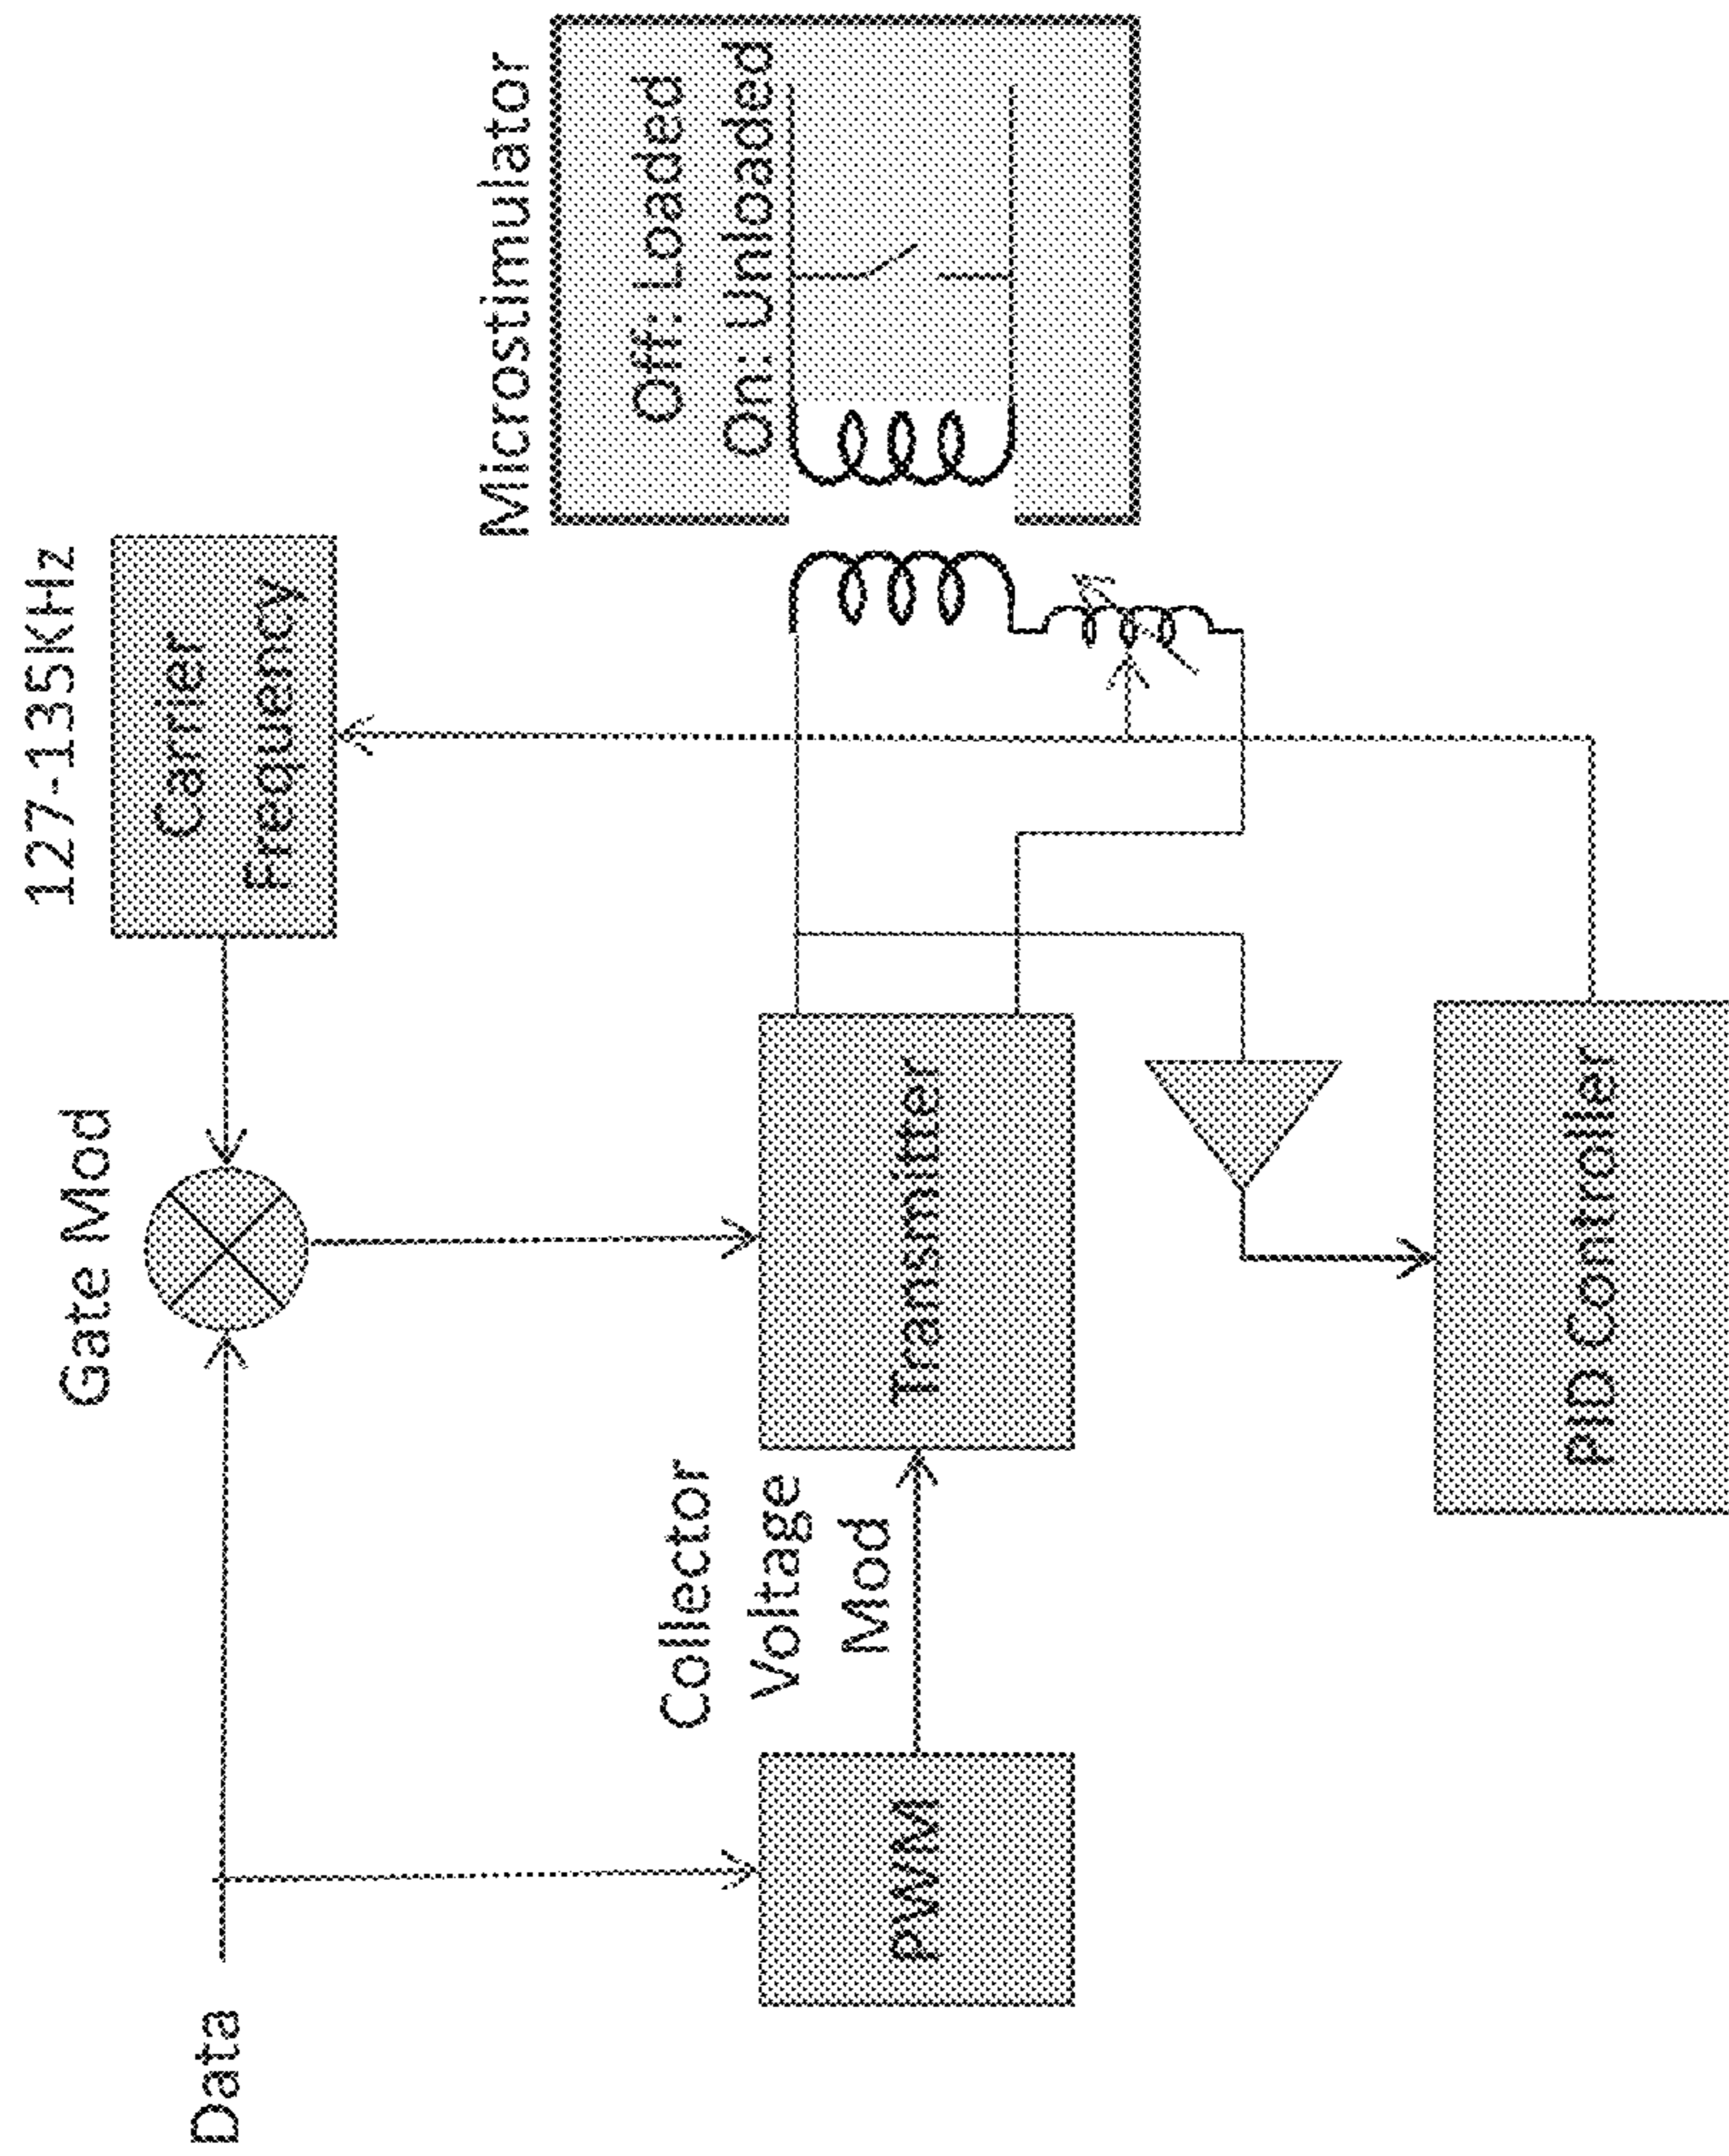 127-135KHz
Carrier
Frequency
Gate Mod
Microstimulator
Off: Loaded
On: Unloaded
Data
Collector
Voltage
Mod
PWM
Transmitter
PID Controller